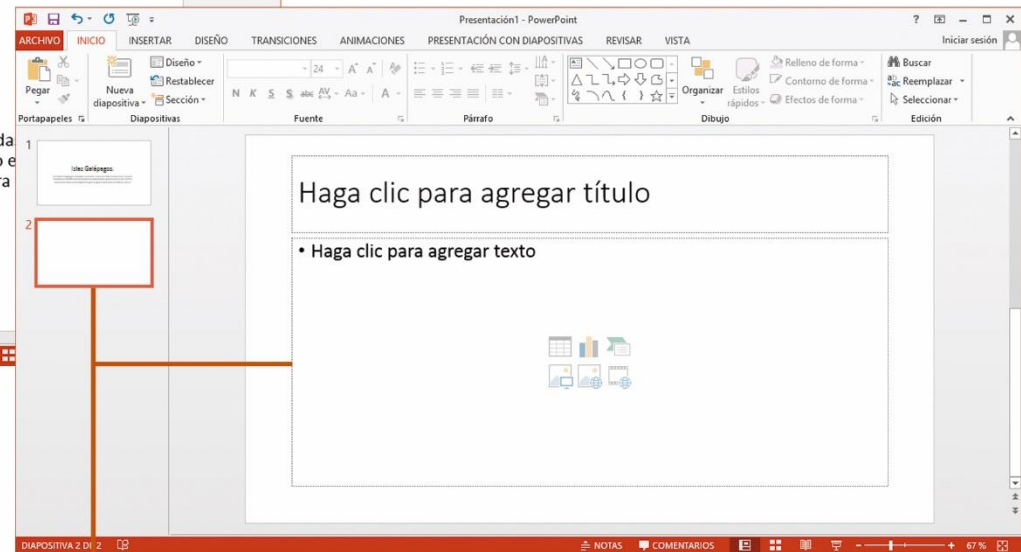 Presentación1 - PowerPoint
?
ARCHIVO INICIO INSERTAR DISEÑO TRANSICIONES ANIMACIONES PRESENTACIÓN CON DIAPOSITIVAS REVISAR VISTA Iniciar sesión
Pegar
Nueva diapositiva
Diseño
Restablecer
Sección
24
N K S S abc AV Aa A
Organizar
Estilos rápidos
Relleno de forma
Contorno de forma
Efectos de forma
Buscar
Reemplazar
Seleccionar
Portapapeles Diapositivas Fuente Párrafo Dibujo Edición
1
Islas Galápagos.
2
Haga clic para agregar título
• Haga clic para agregar texto
DIAPOSITIVA 2 DE 2 NOTAS COMENTARIOS 67 %